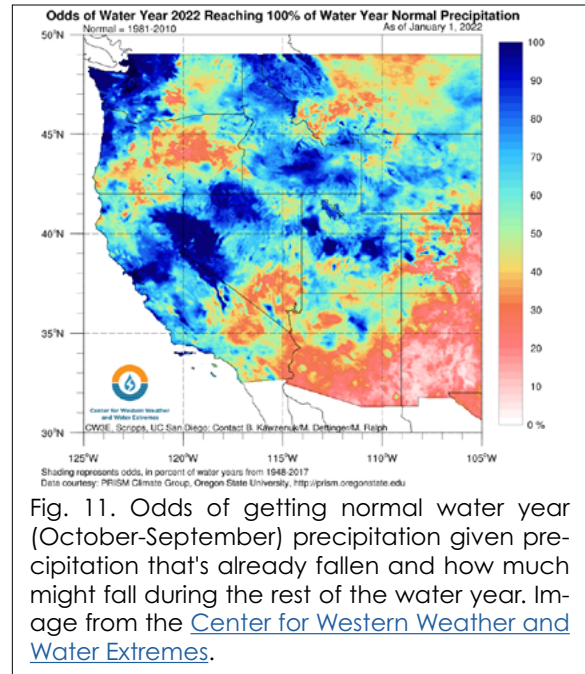 Odds of Water Year 2022 Reaching 100% of Water Year Normal Precipitation
Normal = 1981-2010
As of January 1, 2022
50°N
45°N
40°N
35°N
30°N
125°W
120°W
115°W
110°W
105°W
100
90
80
70
60
50
40
30
20
10
0 %
Center for Western Weather
and Water Extremes
CW3E, Scripps, UC San Diego; Contact B. Kawzenuk/M. Dettinger/M. Ralph
Shading represents odds, in percent of water years from 1948-2017
Data courtesy: PRISM Climate Group, Oregon State University, http://prism.oregonstate.edu
Fig. 11. Odds of getting normal water year
(October-September) precipitation given pre-
cipitation that's already fallen and how much
might fall during the rest of the water year. Im-
age from the Center for Western Weather and
Water Extremes.